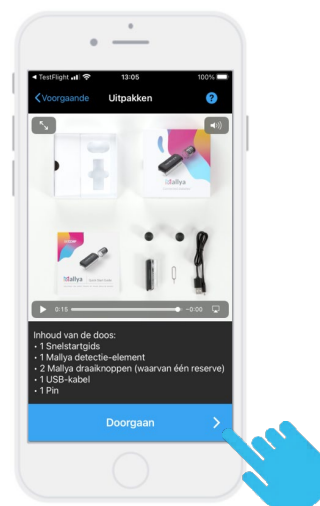 TestFlight
13:05
100%
Voorgaande
Uitpakken
?
Mallya
Mallya
0:15
-0:00
Inhoud van de doos:
• 1 Snelstartgids
• 1 Mallya detectie-element
• 2 Mallya draaiknoppen (waarvan één reserve)
• 1 USB-kabel
• 1 Pin
Doorgaan